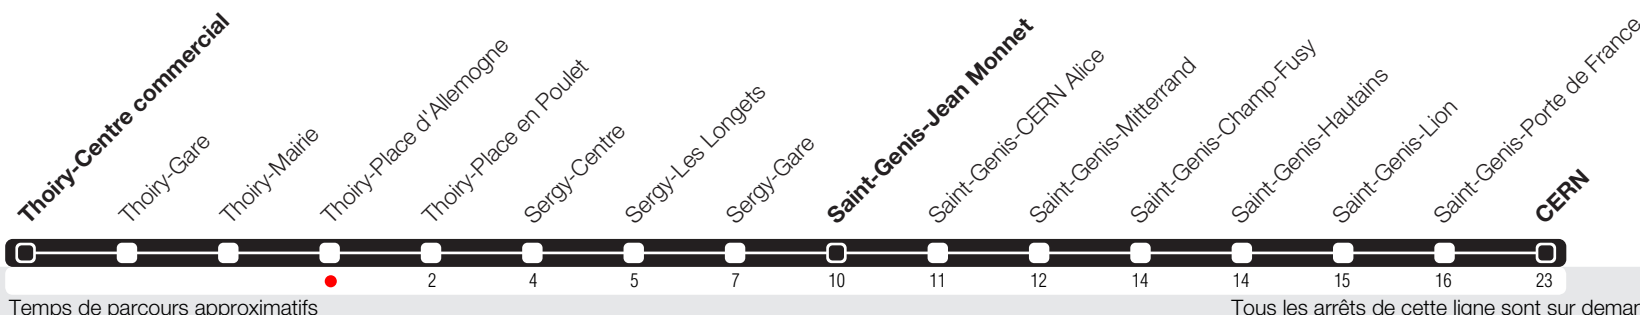 Thoiry-Centre commercial
Thoiry-Gare
Thoiry-Mairie
Thoiry-Place d'Allemogne
Thoiry-Place en Poulet
Sergy-Centre
Sergy-Les Longets
Sergy-Gare
Saint-Genis-Jean Monnet
Saint-Genis-CERN Alice
Saint-Genis-Mitterrand
Saint-Genis-Champ-Fusy
Saint-Genis-Hautains
Saint-Genis-Lion
Saint-Genis-Porte de France
CERN
2 4 5 7 10 11 12 14 14 15 16 23
Temps de parcours approximatifs
Tous les arrêts de cette ligne sont sur